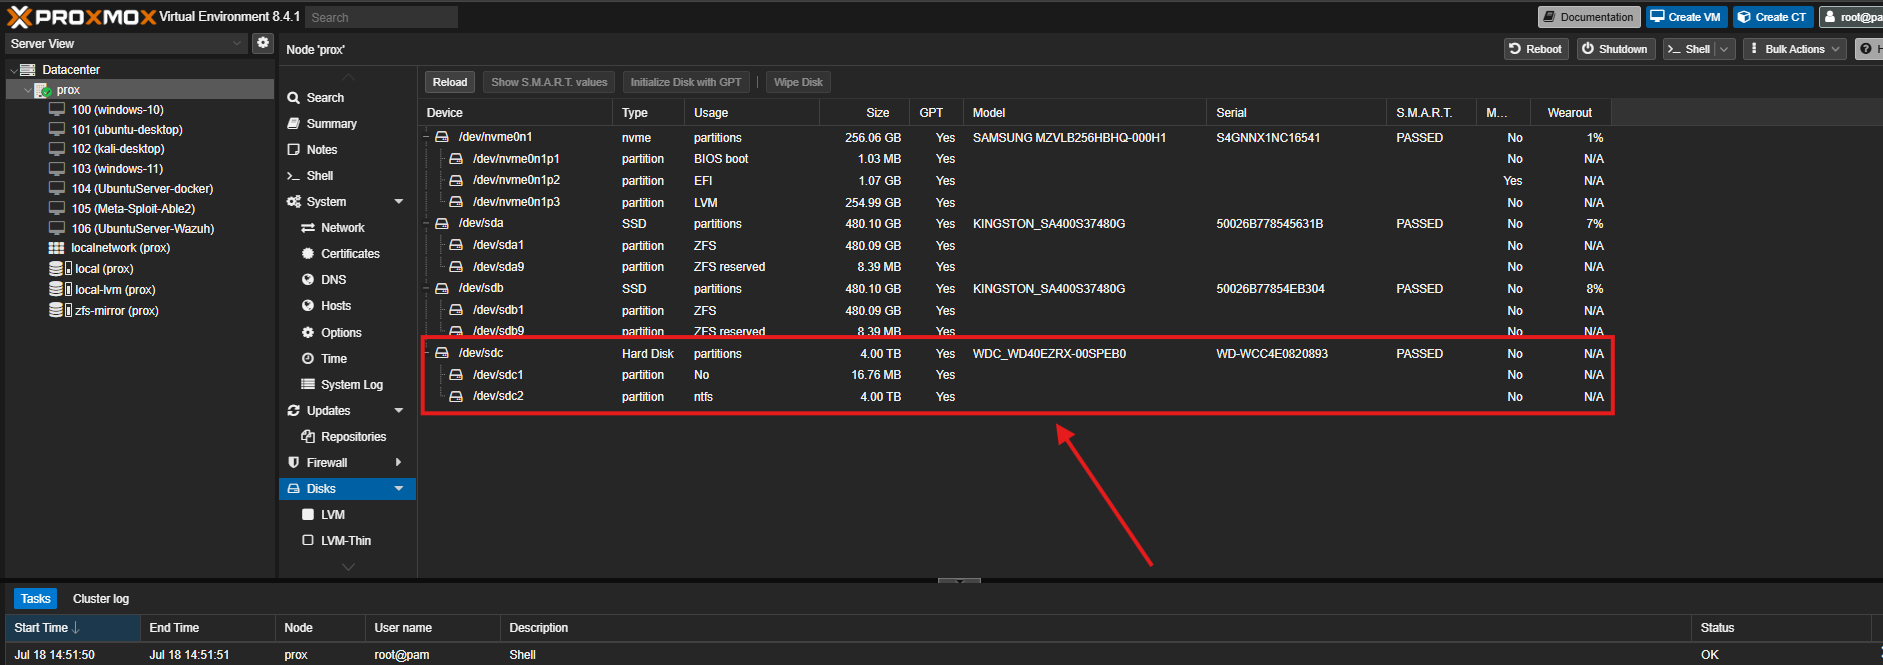 PROXMOX Virtual Environment 8.4.1 Search Documentation Create VM Create CT root@pa
Server View
Node 'prox' Reboot Shutdown Shell Bulk Actions H
Datacenter
prox
100 (windows-10)
101 (ubuntu-desktop)
102 (kali-desktop)
103 (windows-11)
104 (UbuntuServer-docker)
105 (Meta-Sploit-Able2)
106 (UbuntuServer-Wazuh)
localnetwork (prox)
local (prox)
local-lvm (prox)
zfs-mirror (prox)
Search
Summary
Notes
Shell
System
Network
Certificates
DNS
Hosts
Options
Time
System Log
Updates
Repositories
Firewall
Disks
LVM
LVM-Thin
Reload Show S.M.A.R.T. values Initialize Disk with GPT Wipe Disk
Device Type Usage Size GPT Model Serial S.M.A.R.T. M... Wearout
/dev/nvme0n1 nvme partitions 256.06 GB Yes SAMSUNG MZVLB256HBHQ-000H1 S4GNNX1NC16541 PASSED No 1%
/dev/nvme0n1p1 partition BIOS boot 1.03 MB Yes No N/A
/dev/nvme0n1p2 partition EFI 1.07 GB Yes Yes N/A
/dev/nvme0n1p3 partition LVM 254.99 GB Yes No N/A
/dev/sda SSD partitions 480.10 GB Yes KINGSTON_SA400S37480G 50026B778545631B PASSED No 7%
/dev/sda1 partition ZFS 480.09 GB Yes No N/A
/dev/sda9 partition ZFS reserved 8.39 MB Yes No N/A
/dev/sdb SSD partitions 480.10 GB Yes KINGSTON_SA400S37480G 50026B77854EB304 PASSED No 8%
/dev/sdb1 partition ZFS 480.09 GB Yes No N/A
/dev/sdb9 partition ZFS reserved 8.39 MB Yes No N/A
/dev/sdc Hard Disk partitions 4.00 TB Yes WDC_WD40EZRX-00SPEB0 WD-WCC4E0820893 PASSED No N/A
/dev/sdc1 partition No 16.76 MB Yes No N/A
/dev/sdc2 partition ntfs 4.00 TB Yes No N/A
Tasks Cluster log
Start Time End Time Node User name Description Status
Jul 18 14:51:50 Jul 18 14:51:51 prox root@pam Shell OK